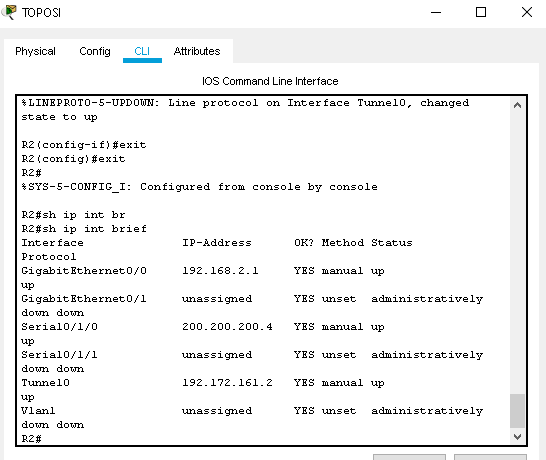 TOPOSI
Physical Config CLI Attributes
IOS Command Line Interface
%LINEPROTO-5-UPDOWN: Line protocol on Interface Tunnel0, changed
state to up
R2(config-if)#exit
R2(config)#exit
R2#
%SYS-5-CONFIG_I: Configured from console by console
R2#sh ip int br
R2#sh ip int brief
Interface IP-Address OK? Method Status
Protocol
GigabitEthernet0/0 192.168.2.1 YES manual up
up
GigabitEthernet0/1 unassigned YES unset administratively
down down
Serial0/1/0 200.200.200.4 YES manual up
up
Serial0/1/1 unassigned YES unset administratively
down down
Tunnel0 192.172.161.2 YES manual up
up
Vlan1 unassigned YES unset administratively
down down
R2#